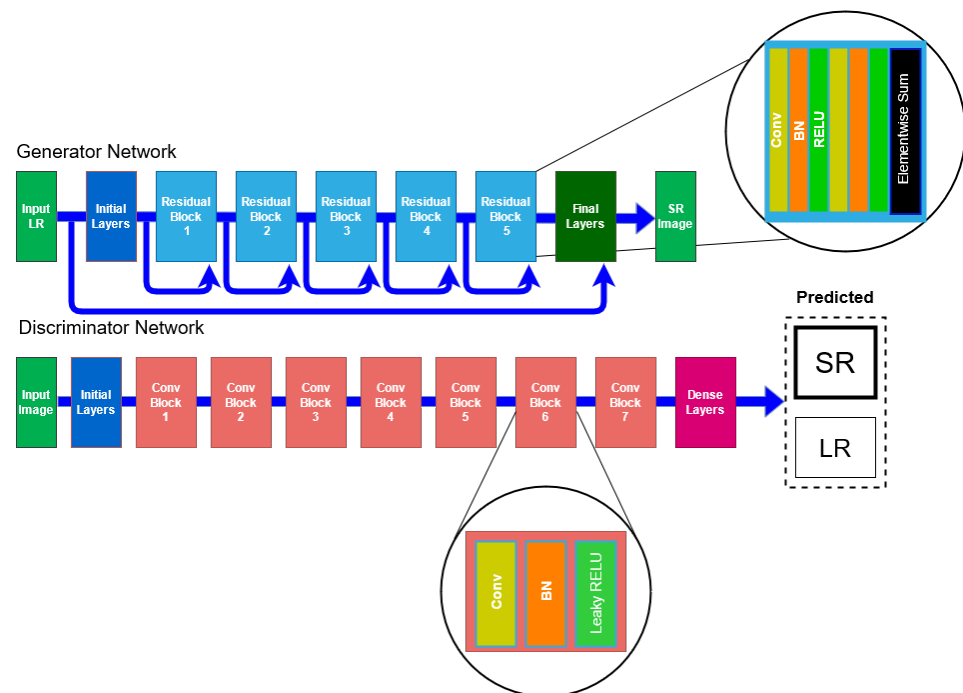 Generator Network
Input
LR
Initial
Layers
Residual
Block
1
Residual
Block
2
Residual
Block
3
Residual
Block
4
Residual
Block
5
Final
Layers
SR
Image
Conv
BN
RELU
Elementwise Sum
Discriminator Network
Input
Image
Initial
Layers
Conv
Block
1
Conv
Block
2
Conv
Block
3
Conv
Block
4
Conv
Block
5
Conv
Block
6
Conv
Block
7
Dense
Layers
Predicted
SR
LR
Conv
BN
Leaky RELU